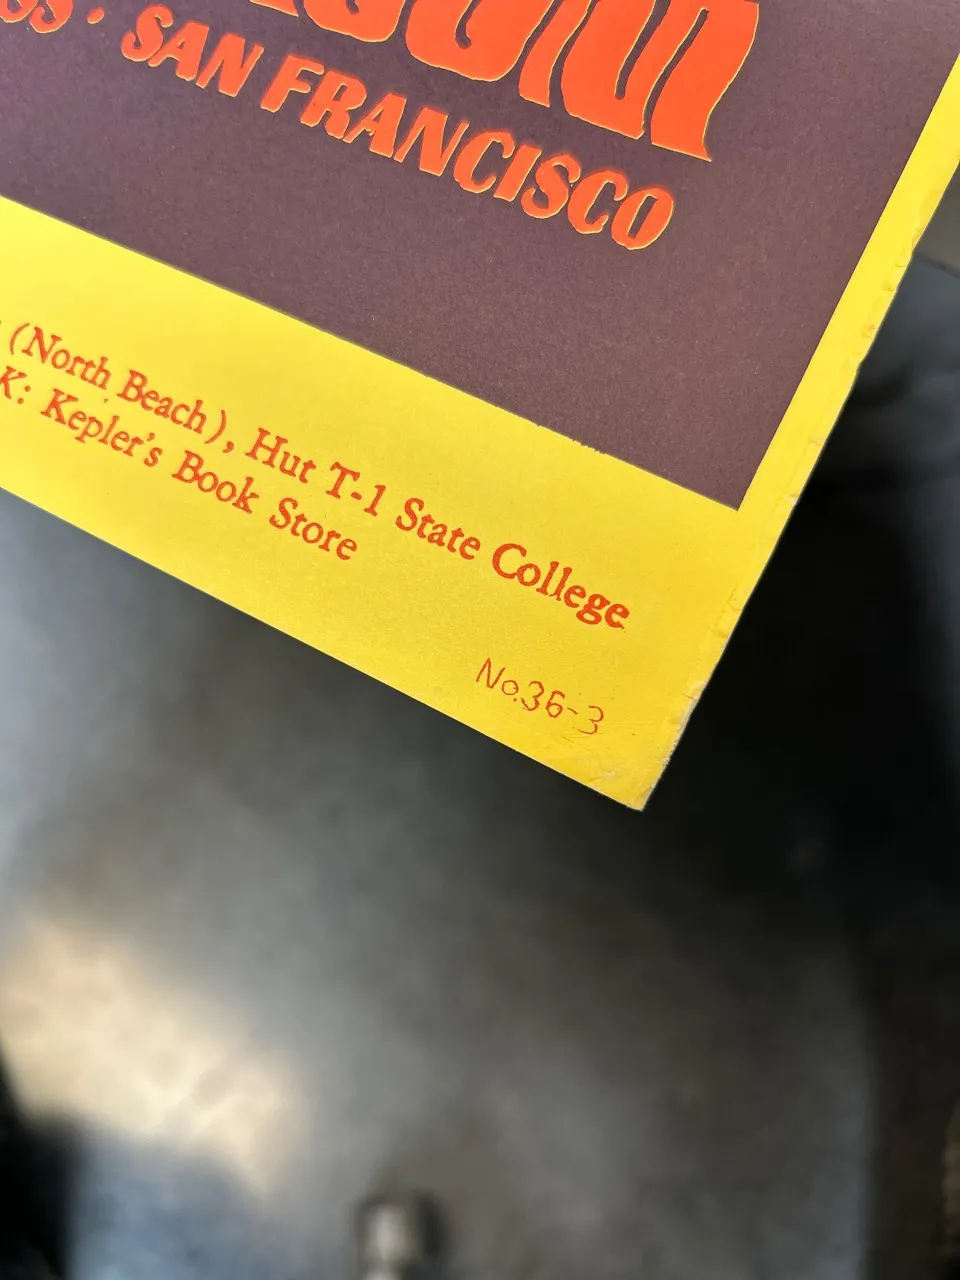 SAN FRANCISCO
(North Beach), Hut T-1 State College
K: Kepler's Book Store
No.36-3